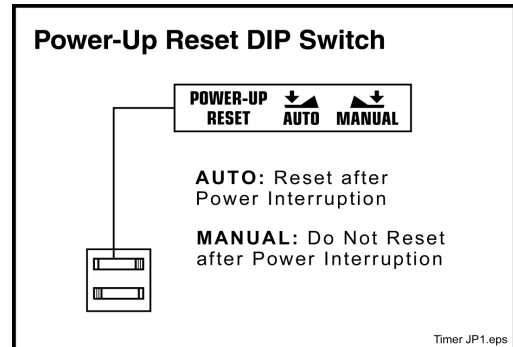 Power-Up Reset DIP Switch
POWER-UP
RESET
AUTO MANUAL
AUTO: Reset after
Power Interruption
MANUAL: Do Not Reset
after Power Interruption
Timer JP1.eps